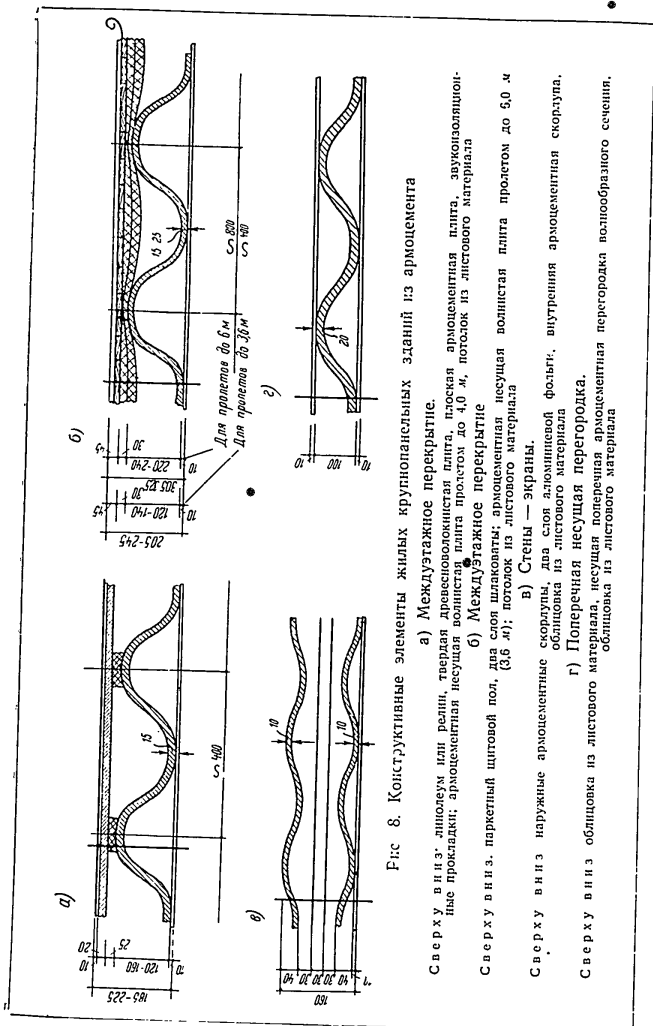 а)
10
20
25
120-160
10
185-225
15
∽400
б)
45
30
220-240
10
305-325
45
30
120-140
10
205-245
Для пролетов до 6 м
Для пролетов до 3,6 м
15
25
∽800
∽400
в)
40
30
30
30
40
160
10
10
г)
10
100
10
20
Рис 8. Конструктивные элементы жилых крупнопанельных зданий из армоцемента
а) Междуэтажное перекрытие.
Сверху вниз: линолеум или релин, твердая древесноволокнистая плита, плоская армоцементная плита, звукоизоляцион-
ные прокладки; армоцементная несущая волнистая плита пролетом до 4,0 м, потолок из листового материала
б) Междуэтажное перекрытие
Сверху вниз. паркетный щитовой пол, два слоя шлаковаты; армоцементная несущая волнистая плита пролетом до 6,0 м
(3,6 м); потолок из листового материала
в) Стены — экраны.
Сверху вниз наружные армоцементные скорлупы, два слоя алюминиевой фольги, внутренняя армоцементная скорлупа,
облицовка из листового материала
г) Поперечная несущая перегородка.
Сверху вниз облицовка из листового материала, несущая поперечная армоцементная перегородка волнообразного сечения,
облицовка из листового материала